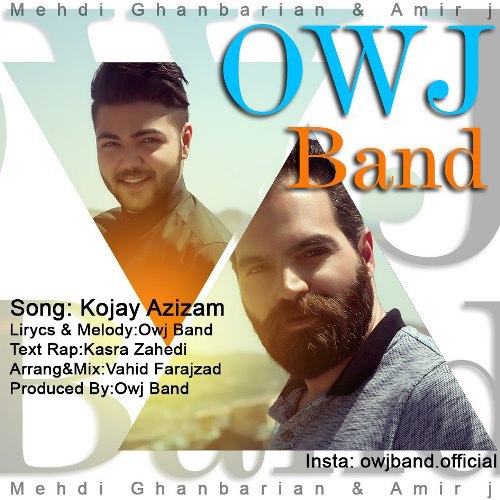 Mehdi Ghanbarian & Amir j
OWJ
Band
Song: Kojay Azizam
Lirycs & Melody:Owj Band
Text Rap:Kasra Zahedi
Arrang&Mix:Vahid Farajzad
Produced By:Owj Band
Insta: owjband.official
Mehdi Ghanbarian & Amir j